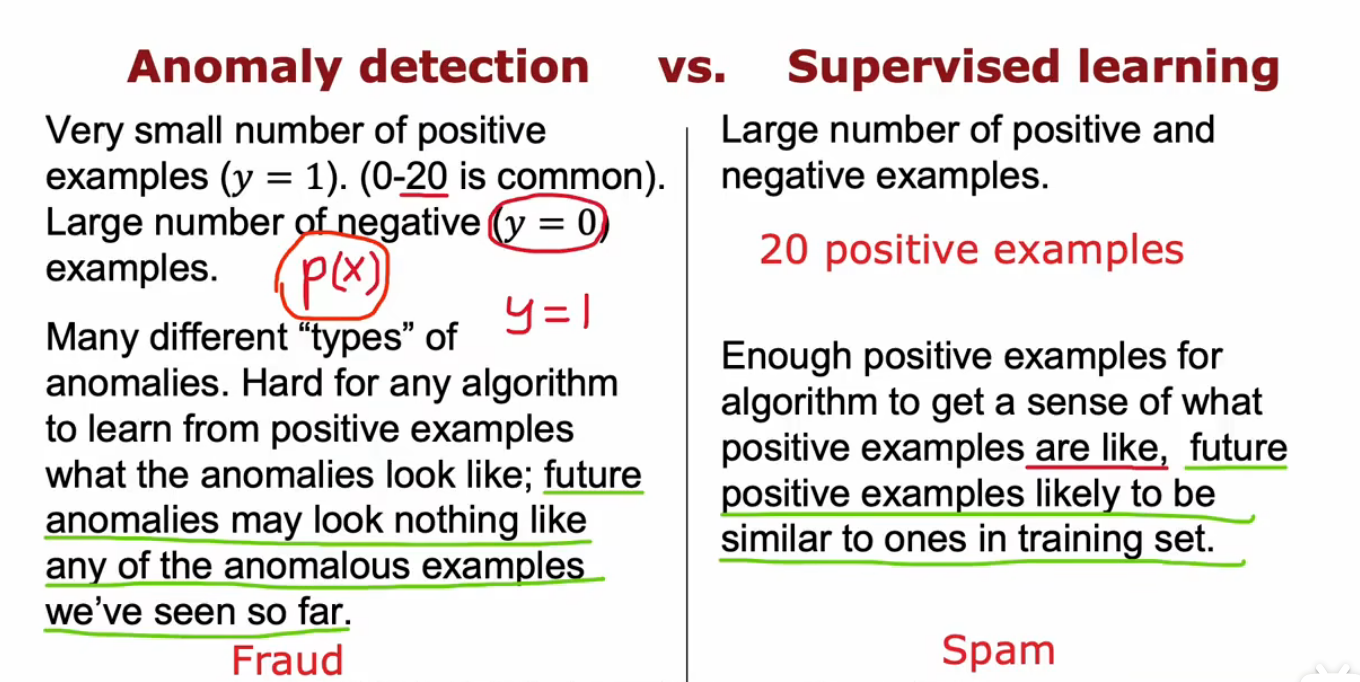 Anomaly detection vs. Supervised learning
Very small number of positive
examples (y = 1). (0-20 is common).
Large number of negative (y = 0)
examples.
p(x)
y=1
Many different “types” of
anomalies. Hard for any algorithm
to learn from positive examples
what the anomalies look like; future
anomalies may look nothing like
any of the anomalous examples
we’ve seen so far.
Fraud
Large number of positive and
negative examples.
20 positive examples
Enough positive examples for
algorithm to get a sense of what
positive examples are like, future
positive examples likely to be
similar to ones in training set.
Spam